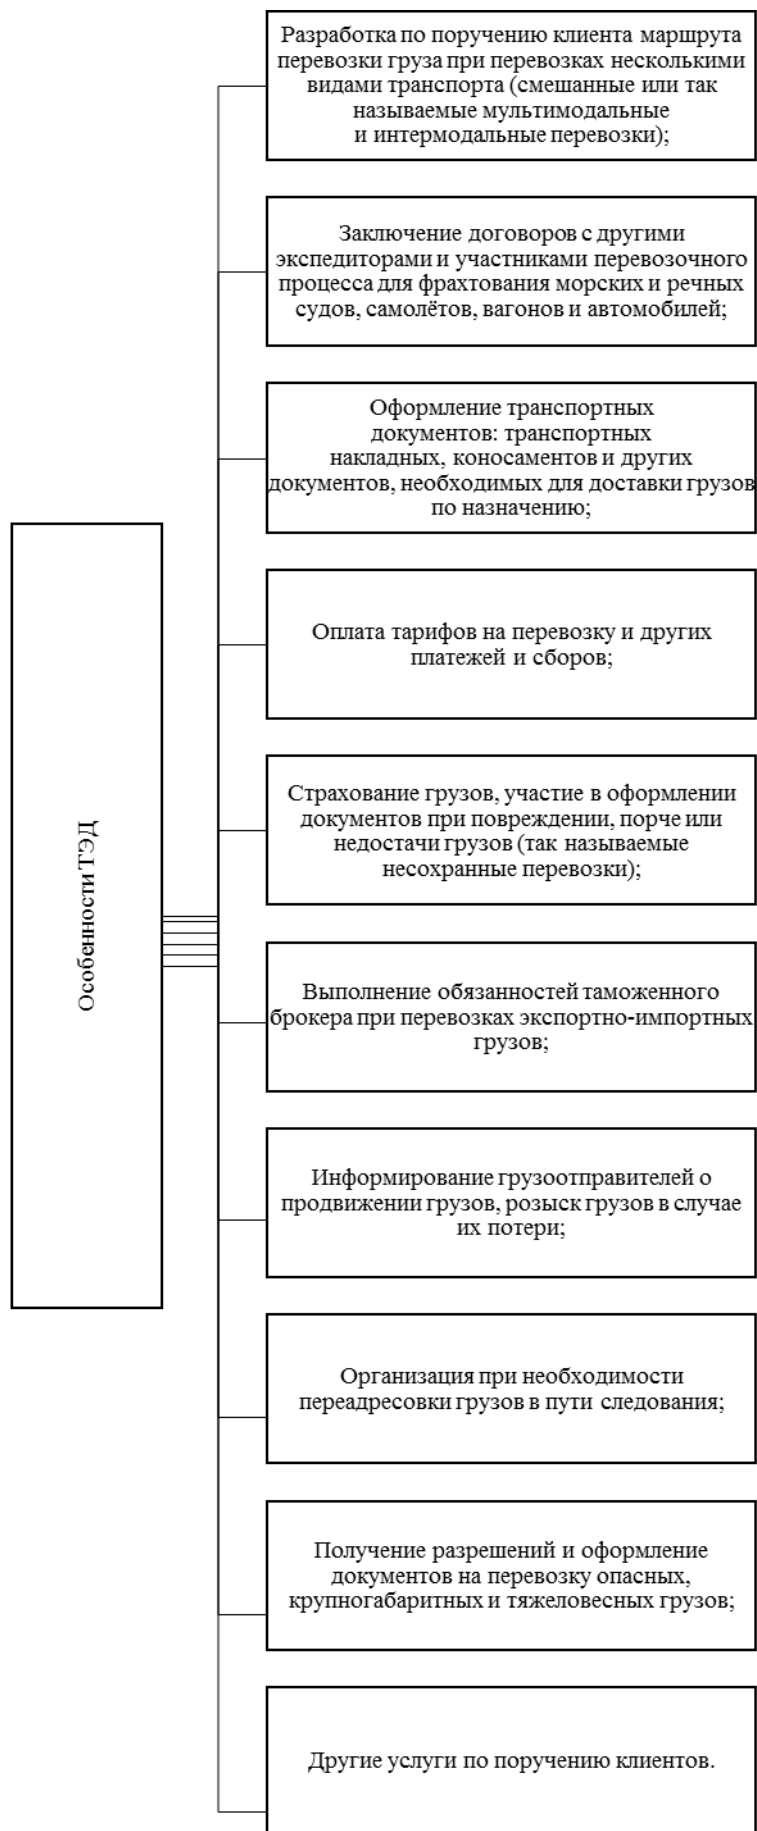 Разработка по поручению клиента маршрута
перевозки груза при перевозках несколькими
видами транспорта (смешанные или так
называемые мультимодальные
и интермодальные перевозки);
Заключение договоров с другими
экспедиторами и участниками перевозочного
процесса для фрахтования морских и речных
судов, самолётов, вагонов и автомобилей;
Оформление транспортных
документов: транспортных
накладных, коносаментов и других
документов, необходимых для доставки грузов
по назначению;
Оплата тарифов на перевозку и других
платежей и сборов;
Страхование грузов, участие в оформлении
документов при повреждении, порче или
недостачи грузов (так называемые
несохранные перевозки);
Особенности ТЭД
Выполнение обязанностей таможенного
брокера при перевозках экспортно-импортных
грузов;
Информирование грузоотправителей о
продвижении грузов, розыск грузов в случае
их потери;
Организация при необходимости
переадресовки грузов в пути следования;
Получение разрешений и оформление
документов на перевозку опасных,
крупногабаритных и тяжеловесных грузов;
Другие услуги по поручению клиентов.